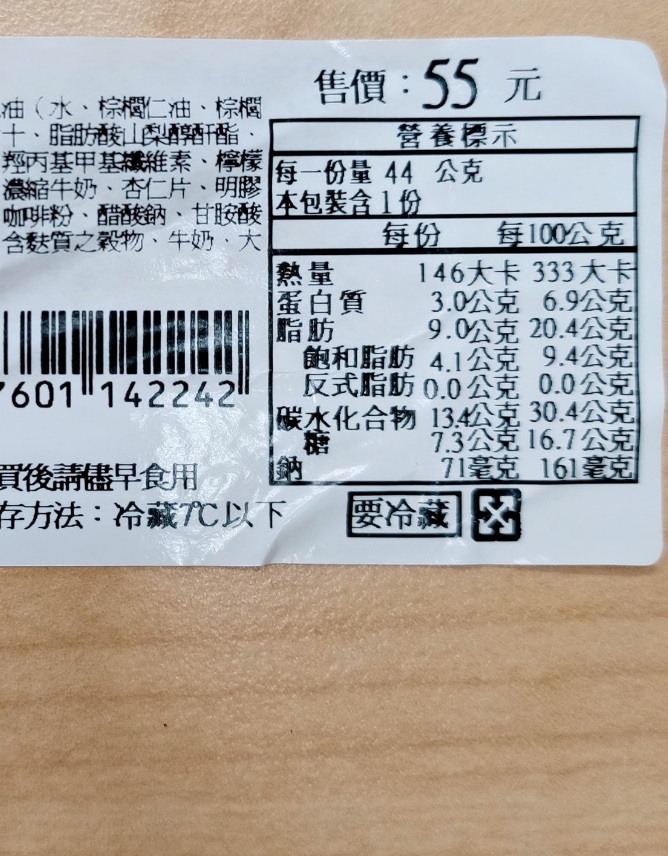 售價：55 元
油（水、棕櫚仁油、棕櫚
、脂肪酸山梨醇酐酯、
羥丙基甲基纖維素、檸檬
濃縮牛奶、杏仁片、明膠
咖啡粉、醋酸鈉、甘胺酸
含麩質之穀物、牛奶、大
7601 142242
買後請儘早食用
存方法：冷藏7℃以下
營養標示
每一份量 44 公克
本包裝含 1 份
每份 每100公克
熱量 146大卡 333大卡
蛋白質 3.0公克 6.9公克
脂肪 9.0公克 20.4公克
飽和脂肪 4.1公克 9.4公克
反式脂肪 0.0公克 0.0公克
碳水化合物 13.4公克 30.4公克
糖 7.3公克 16.7公克
鈉 71毫克 161毫克
要冷藏